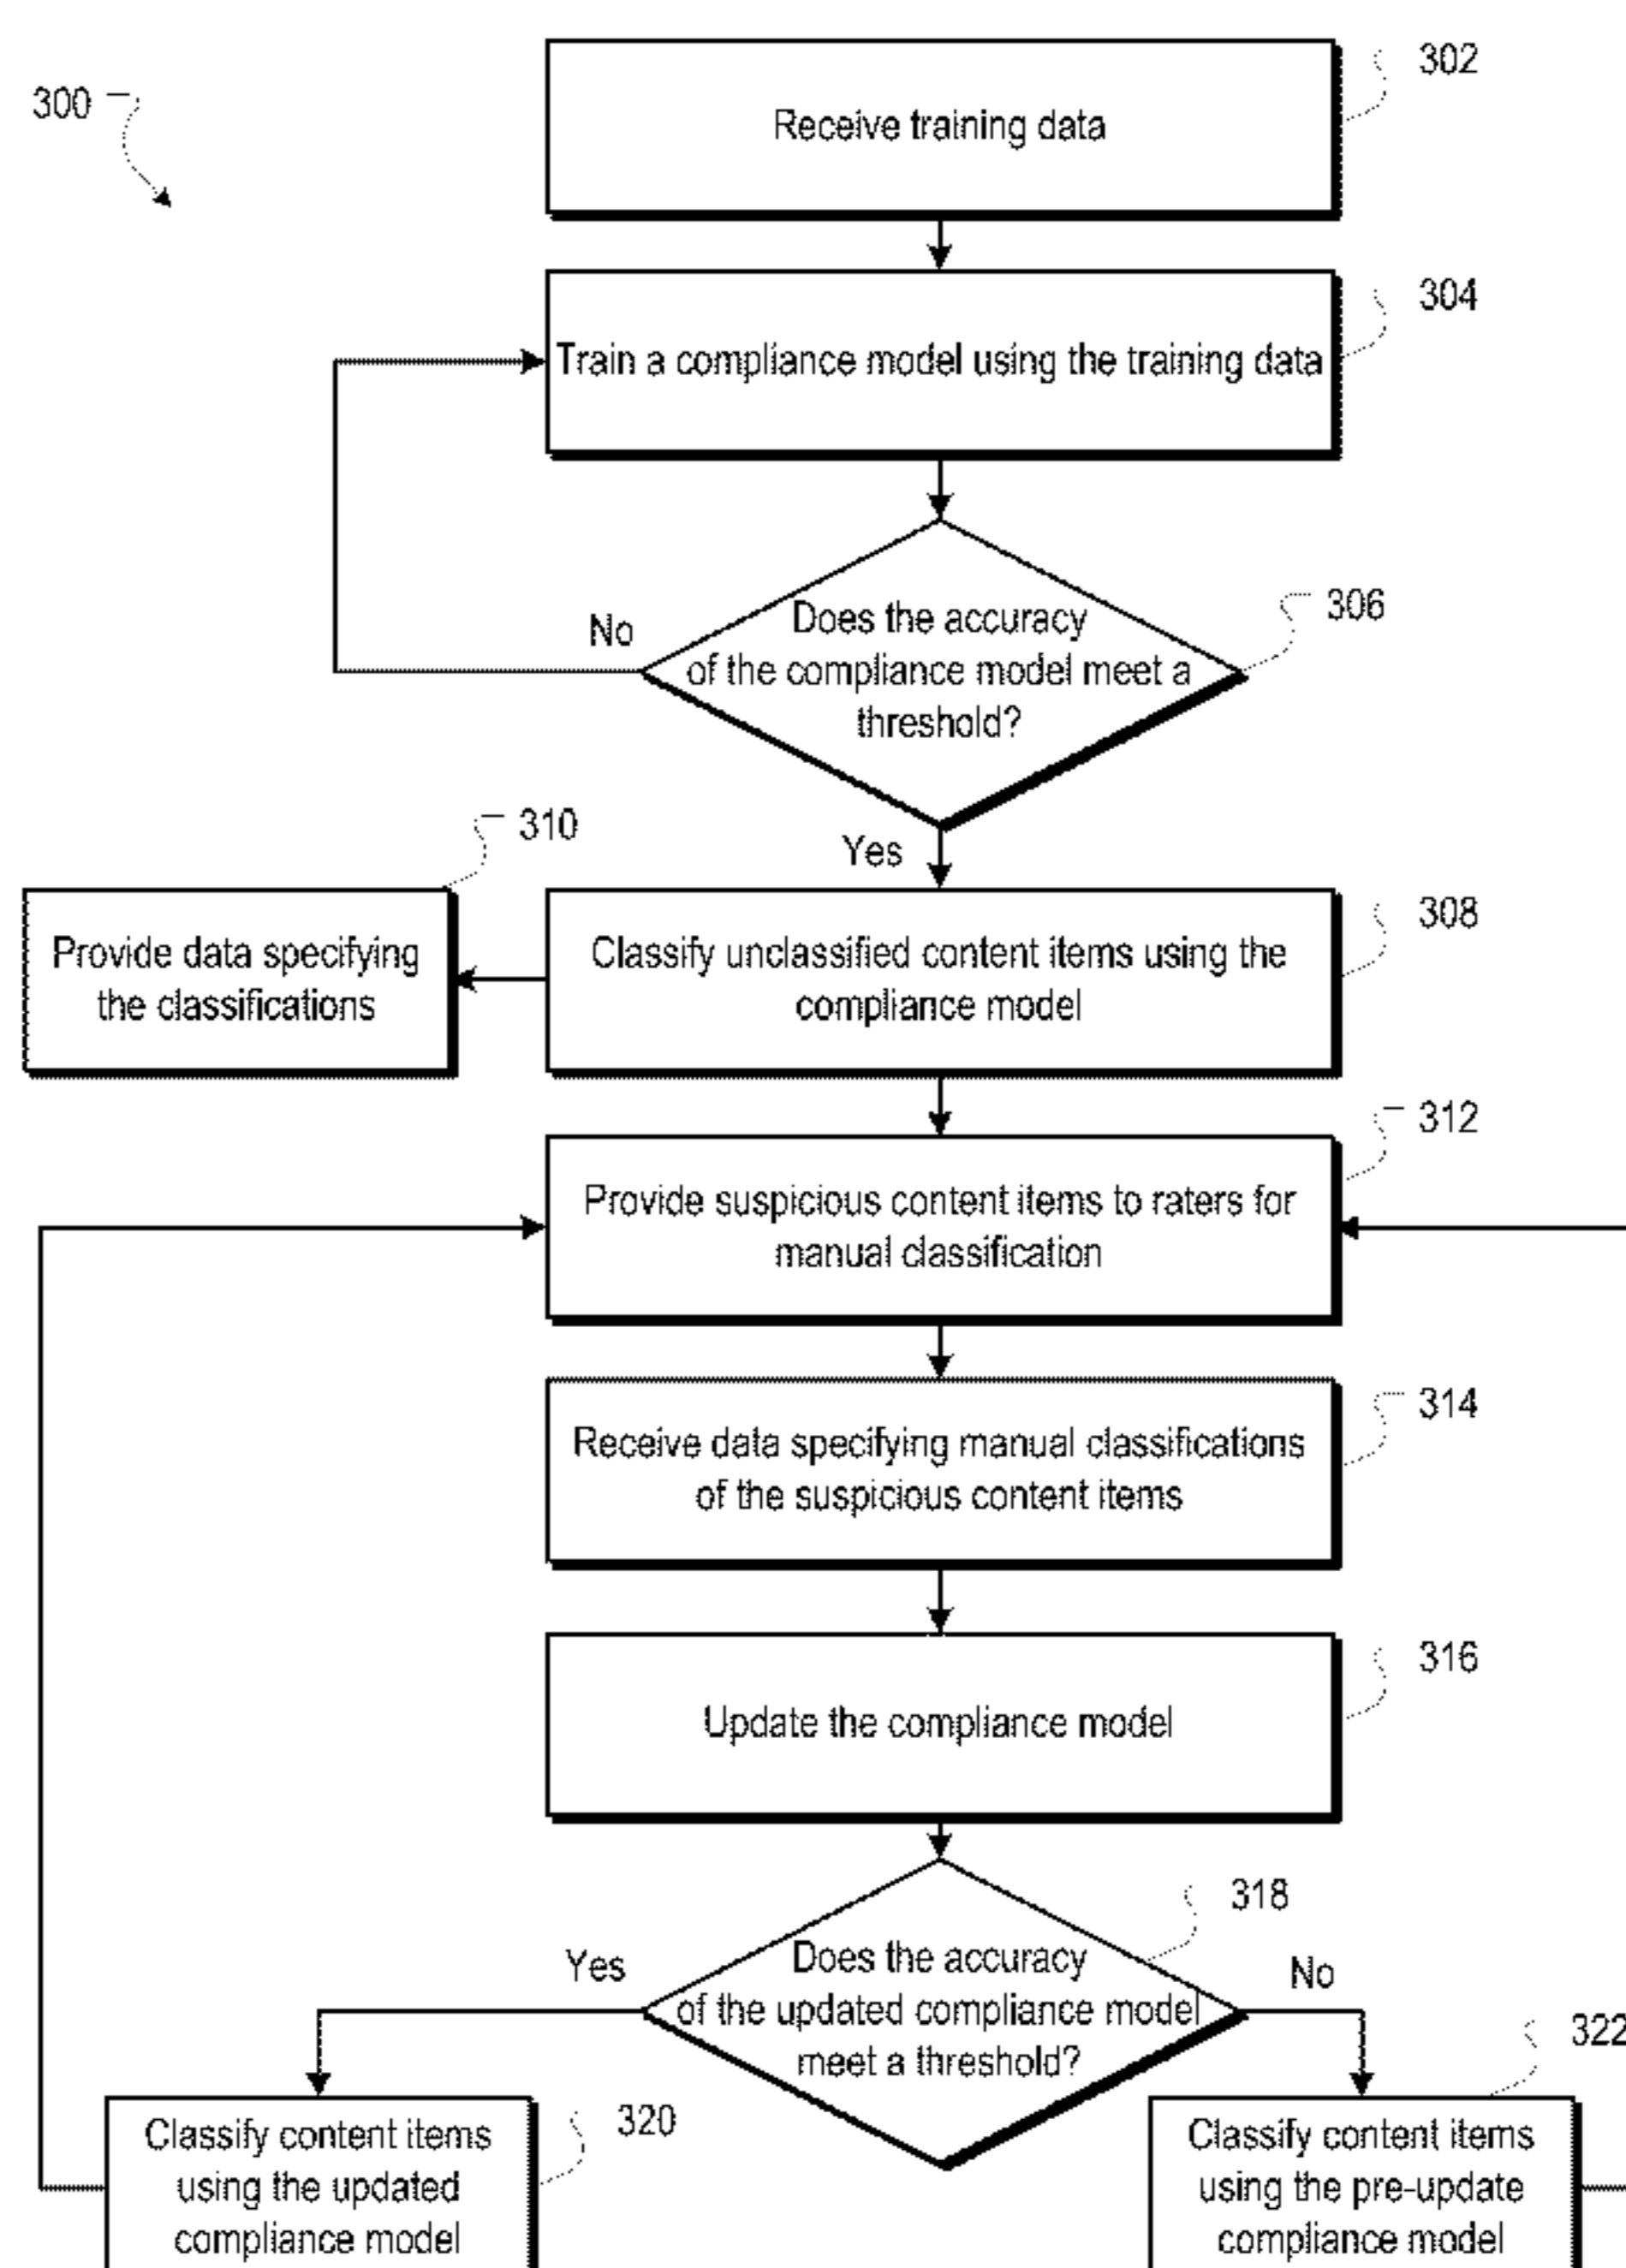 302
300
Receive training data
304
Train a compliance model using the training data
306
No
Does the accuracy
of the compliance model meet a
threshold?
310
Yes
308
Provide data specifying
the classifications
Classify unclassified content items using the
compliance model
312
Provide suspicious content items to raters for
manual classification
314
Receive data specifying manual classifications
of the suspicious content items
316
Update the compliance model
318
Yes
Does the accuracy
of the updated compliance model
meet a threshold?
No
322
320
Classify content items
using the updated
compliance model
Classify content items
using the pre-update
compliance model